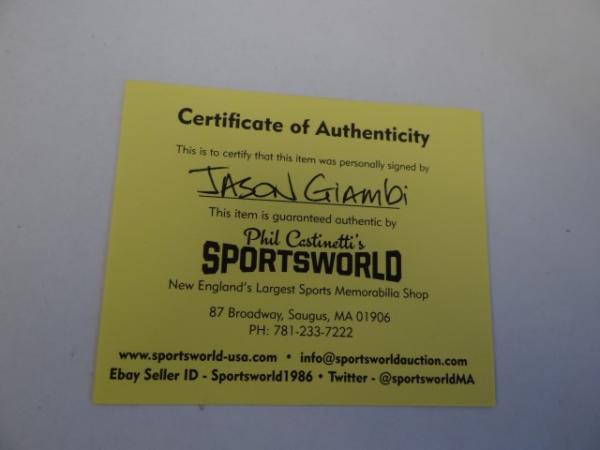 Certificate of Authenticity
This is to certify that this item was personally signed by
JASON GIAMBi
This item is guaranteed authentic by
Phil Castinetti's
SPORTSWORLD
New England's Largest Sports Memorabilia Shop
87 Broadway, Saugus, MA 01906
PH: 781-233-7222
www.sportsworld-usa.com • info@sportsworldauction.com
Ebay Seller ID - Sportsworld1986 • Twitter - @sportsworldMA